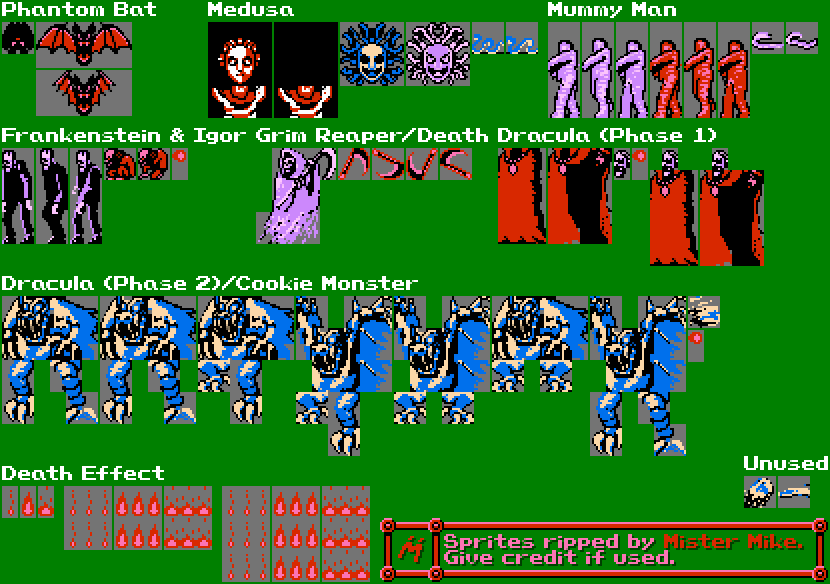 Phantom Bat
Medusa
Mummy Man
Frankenstein & Igor
Grim Reaper/Death
Dracula (Phase 1)
Dracula (Phase 2)/Cookie Monster
Death Effect
Unused
M
Sprites ripped by Mister Mike.
Give credit if used.